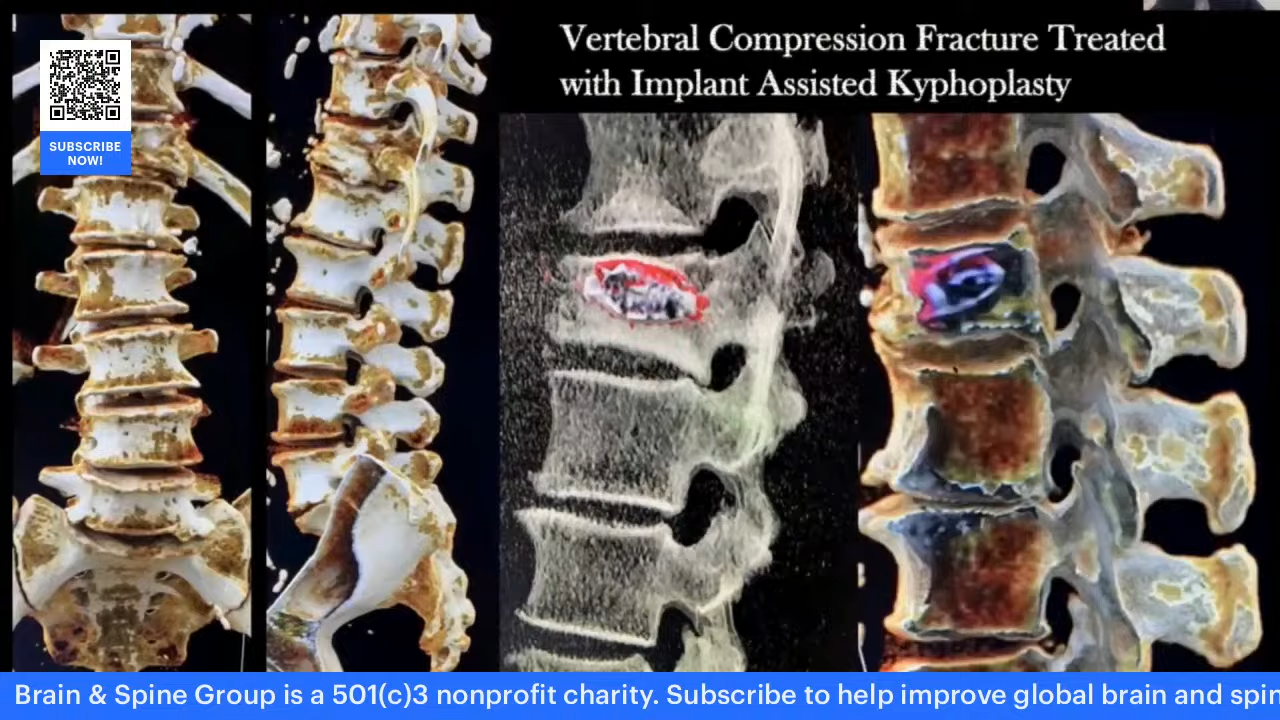 Vertebral Compression Fracture Treated
with Implant Assisted Kyphoplasty
SUBSCRIBE
NOW!
Brain & Spine Group is a 501(c)3 nonprofit charity. Subscribe to help improve global brain and spin